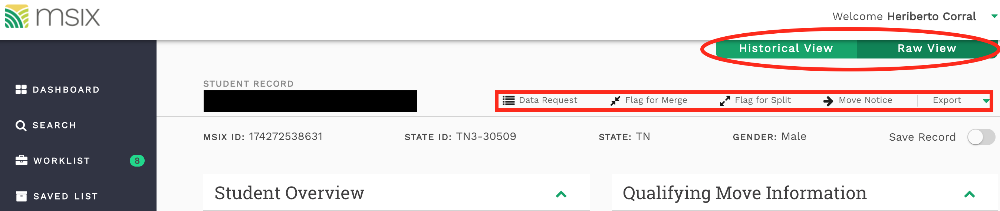 msix
Welcome Heriberto Corral
Historical View Raw View
DASHBOARD
SEARCH
WORKLIST 8
SAVED LIST
STUDENT RECORD
Data Request Flag for Merge Flag for Split Move Notice Export
MSIX ID: 174272538631 STATE ID: TN3-30509 STATE: TN GENDER: Male Save Record
Student Overview
Qualifying Move Information